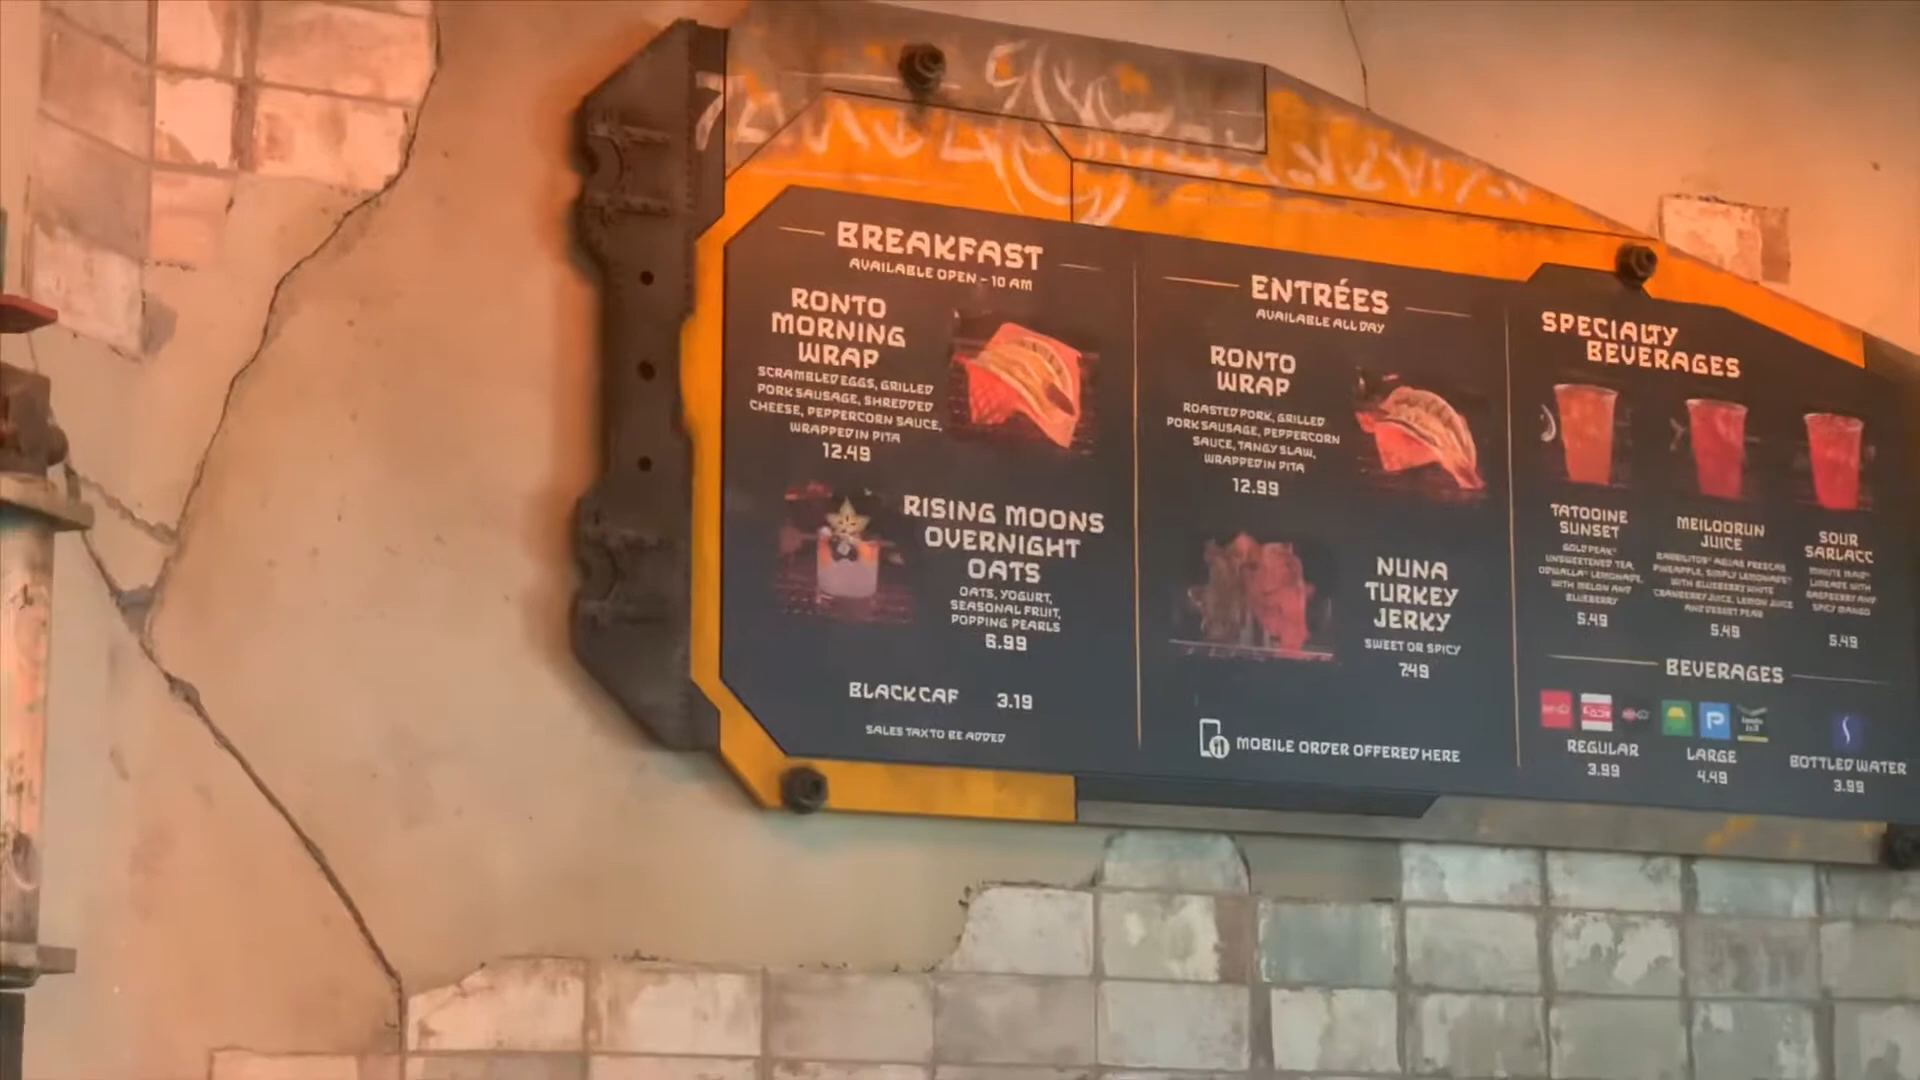 BREAKFAST
AVAILABLE OPEN - 10 AM
RONTO
MORNING
WRAP
SCRAMBLED EGGS, GRILLED
PORK SAUSAGE, SHREDDED
CHEESE, PEPPERCORN SAUCE,
WRAPPED IN PITA
12.49
RISING MOONS
OVERNIGHT
OATS
OATS, YOGURT,
SEASONAL FRUIT,
POPPING PEARLS
6.99
BLACK CAF 3.19
SALES TAX TO BE ADDED
ENTRÉES
AVAILABLE ALL DAY
RONTO
WRAP
ROASTED PORK, GRILLED
PORK SAUSAGE, PEPPERCORN
SAUCE, TANGY SLAW,
WRAPPED IN PITA
12.99
NUNA
TURKEY
JERKY
SWEET OR SPICY
7.49
MOBILE ORDER OFFERED HERE
SPECIALTY
BEVERAGES
TATOOINE
SUNSET
GOLD PEAK®
UNSWEETENED TEA,
ODWALLA® LEMONADE,
WITH MELON AND
BLUEBERRY
5.49
MEILOORUN
JUICE
BARRILITOS® AGUAS FRESCAS
PINEAPPLE, SIMPLY LEMONADE®
WITH BLUEBERRY WHITE
CRANBERRY JUICE, LEMON JUICE
AND DESERT PEAR
5.49
SOUR
SARLACC
MINUTE MAID®
LIMEADE WITH
RASPBERRY AND
SPICY MANGO
5.49
BEVERAGES
REGULAR
3.99
LARGE
4.49
BOTTLED WATER
3.99